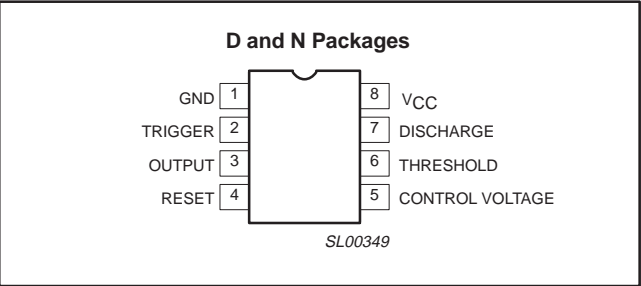 D and N Packages
GND 1 8 VCC
TRIGGER 2 7 DISCHARGE
OUTPUT 3 6 THRESHOLD
RESET 4 5 CONTROL VOLTAGE
SL00349